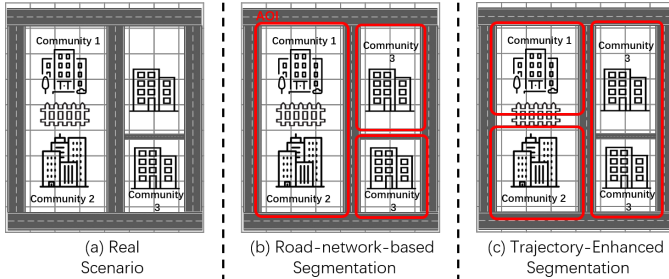 Community 1
Community 2
Community
3
(a) Real
Scenario
AOI
Community 1
Community
3
Community 2
Community
3
(b) Road-network-based
Segmentation
Community 1
Community
3
Community 2
Community
3
(c) Trajectory-Enhanced
Segmentation